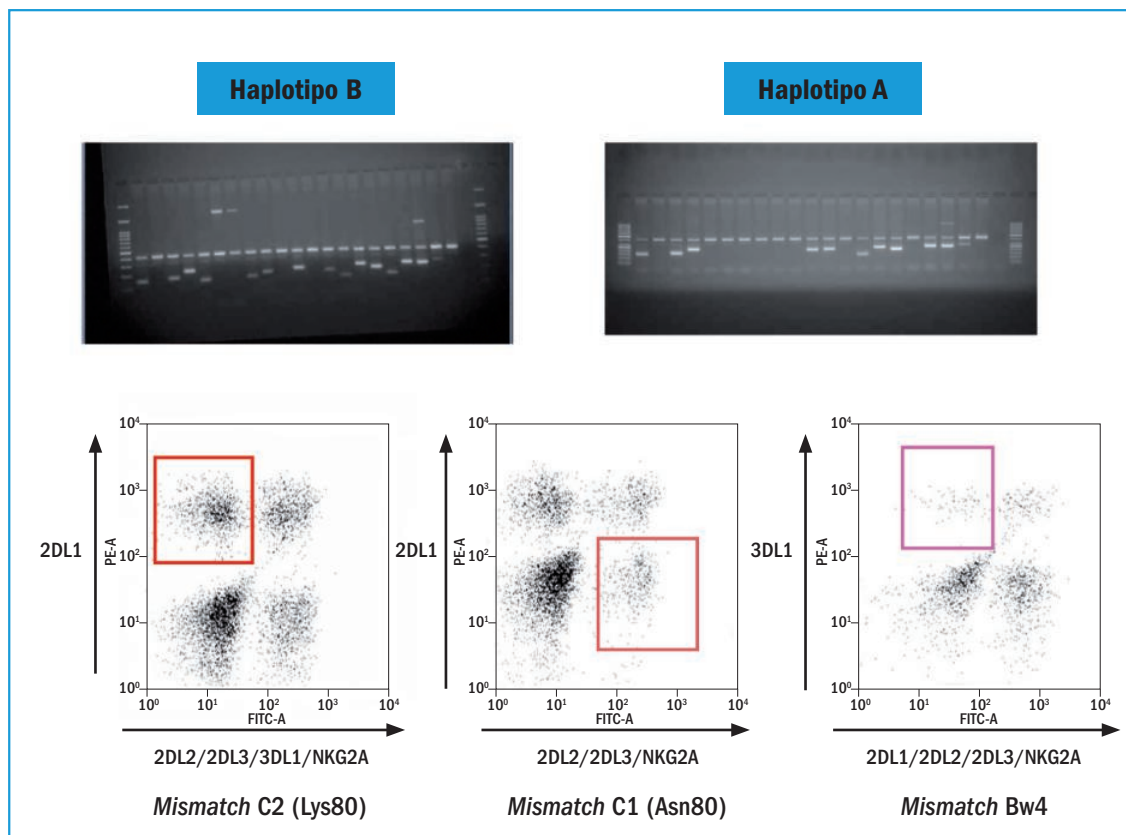 Haplotipo B
Haplotipo A
10⁴
10³
10²
10¹
10⁰
2DL1
PE-A
10⁰ 10¹ 10² 10³ 10⁴
FITC-A
2DL2/2DL3/3DL1/NKG2A
Mismatch C2 (Lys80)
10⁴
10³
10²
10¹
10⁰
2DL1
PE-A
10⁰ 10¹ 10² 10³ 10⁴
FITC-A
2DL2/2DL3/NKG2A
Mismatch C1 (Asn80)
10⁴
10³
10²
10¹
10⁰
3DL1
PE-A
10⁰ 10¹ 10² 10³ 10⁴
FITC-A
2DL1/2DL2/2DL3/NKG2A
Mismatch Bw4